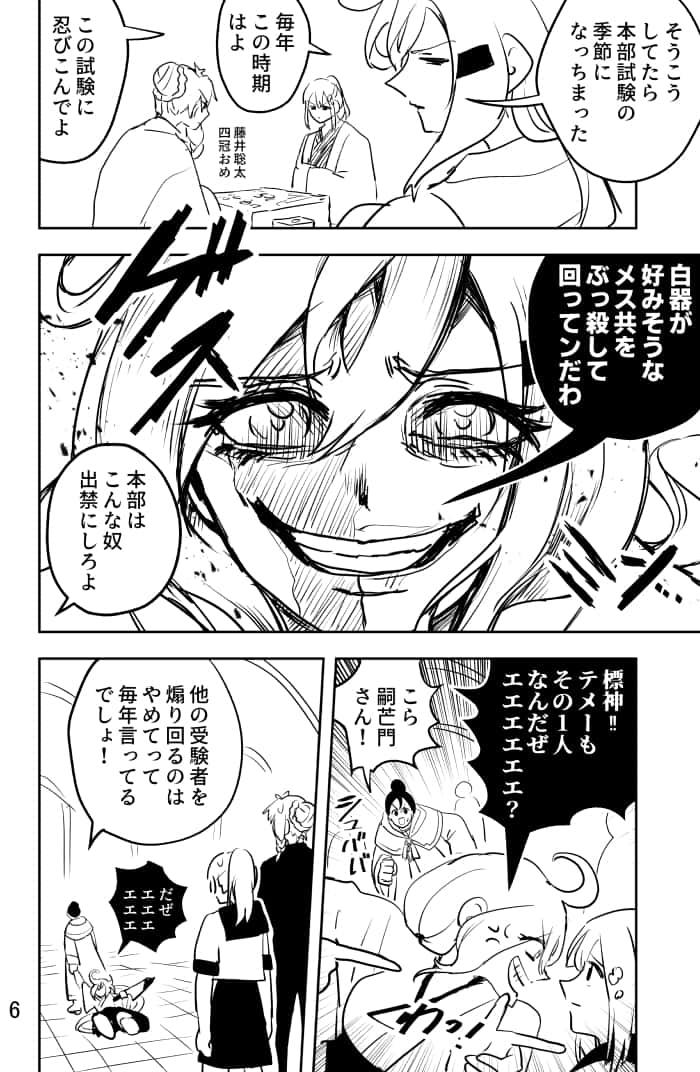 そうこう
してたら
本部試験の
季節に
なっちまった
毎年
この時期
はよ
藤井聡太
四冠おめ
この試験に
忍びこんでよ
白器が
好みそうな
メス共を
ぶっ殺して
回ってンだわ
ゲス
本部は
こんな奴
出禁にしろよ
標神!!
テメーも
その1人
なんだぜ
エエエエエエ?
こら
嗣芒門
さん!
シュババ
わっ!
他の受験者を
煽り回るのは
やめてって
毎年言ってる
でしょ!
だぜ
エエエ
エエエ
6